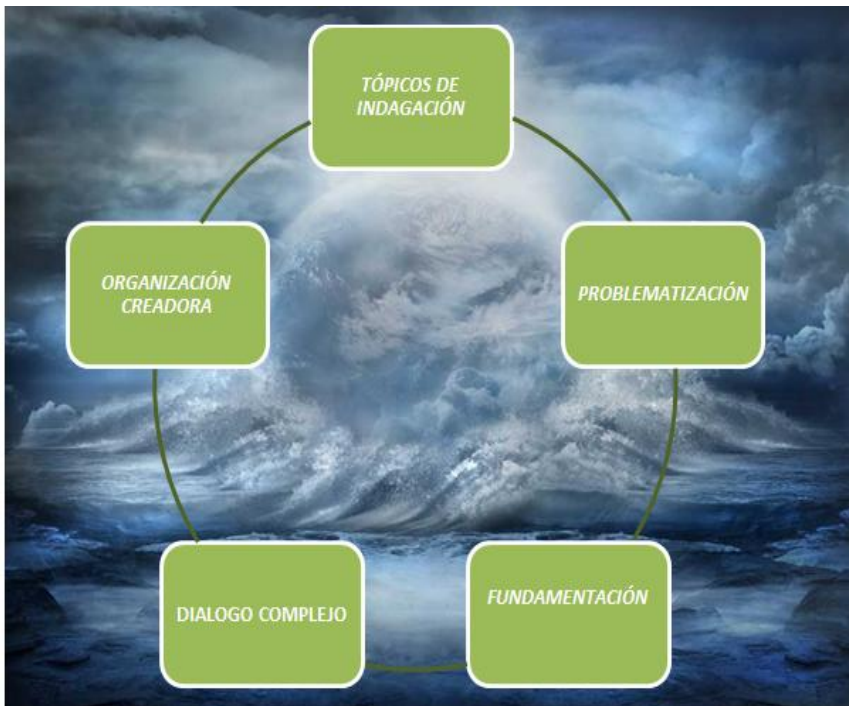 TÓPICOS DE
INDAGACIÓN
ORGANIZACIÓN
CREADORA
PROBLEMATIZACIÓN
DIALOGO COMPLEJO
FUNDAMENTACIÓN